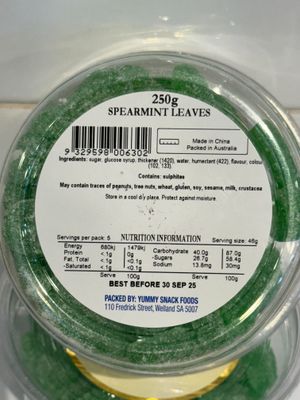 250g
SPEARMINT LEAVES
9 329598 006302
Made in China
Packed in Australia
Ingredients: sugar, glucose syrup, thickener (1420), water, humectant (422), flavour, colour
(102, 133).
Contains: sulphites
May contain traces of peanuts, tree nuts, wheat, gluten, soy, sesame, milk, crustacea
Store in a cool dry place. Protect against moisture.
Servings per pack: 5 NUTRITION INFORMATION Serving size: 46g
Energy 680kj 1479kj Carbohydrate 40.0g 87.0g
Protein <.1g 0g -Sugars 26.7g 58.4g
Fat, Total <.1g <0.1g Sodium 13.8mg 30mg
-Saturated <.1g <0.1g
Serve 100g Serve 100g
BEST BEFORE 30 SEP 25
PACKED BY: YUMMY SNACK FOODS
110 Fredrick Street, Welland SA 5007